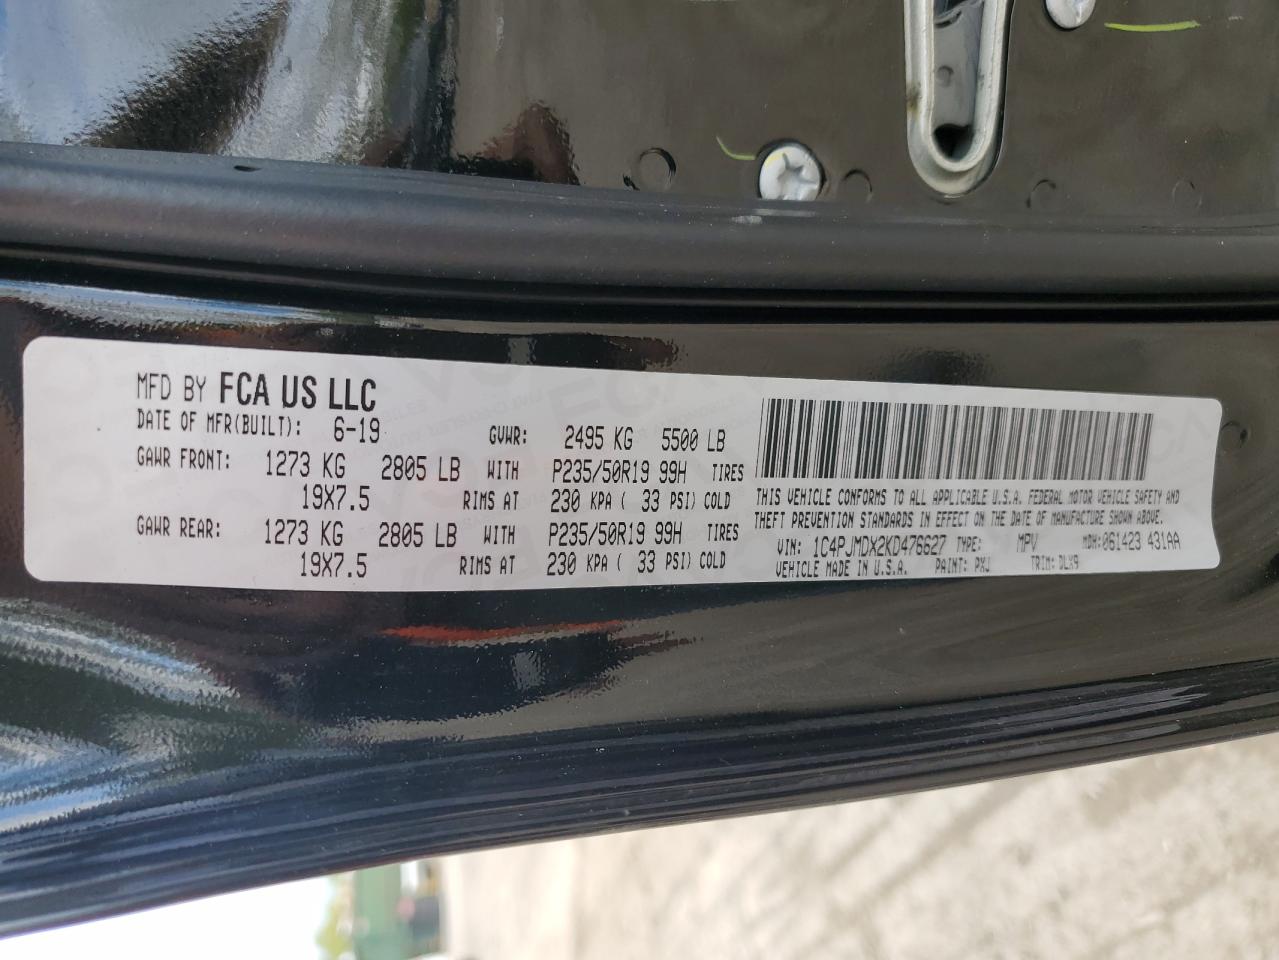 MFD BY FCA US LLC
DATE OF MFR(BUILT): 6-19 GVWR: 2495 KG 5500 LB
GAWR FRONT: 1273 KG 2805 LB WITH P235/50R19 99H TIRES
19X7.5 RIMS AT 230 KPA ( 33 PSI) COLD
GAWR REAR: 1273 KG 2805 LB WITH P235/50R19 99H TIRES
19X7.5 RIMS AT 230 KPA ( 33 PSI) COLD
THIS VEHICLE CONFORMS TO ALL APPLICABLE U.S.A. FEDERAL MOTOR VEHICLE SAFETY AND
THEFT PREVENTION STANDARDS IN EFFECT ON THE DATE OF MANUFACTURE SHOWN ABOVE.
VIN: 1C4PJMDX2KD476627 TYPE: MPV MDH: 061423 431AA
VEHICLE MADE IN U.S.A. PAINT: PXJ TRIM: DLX9